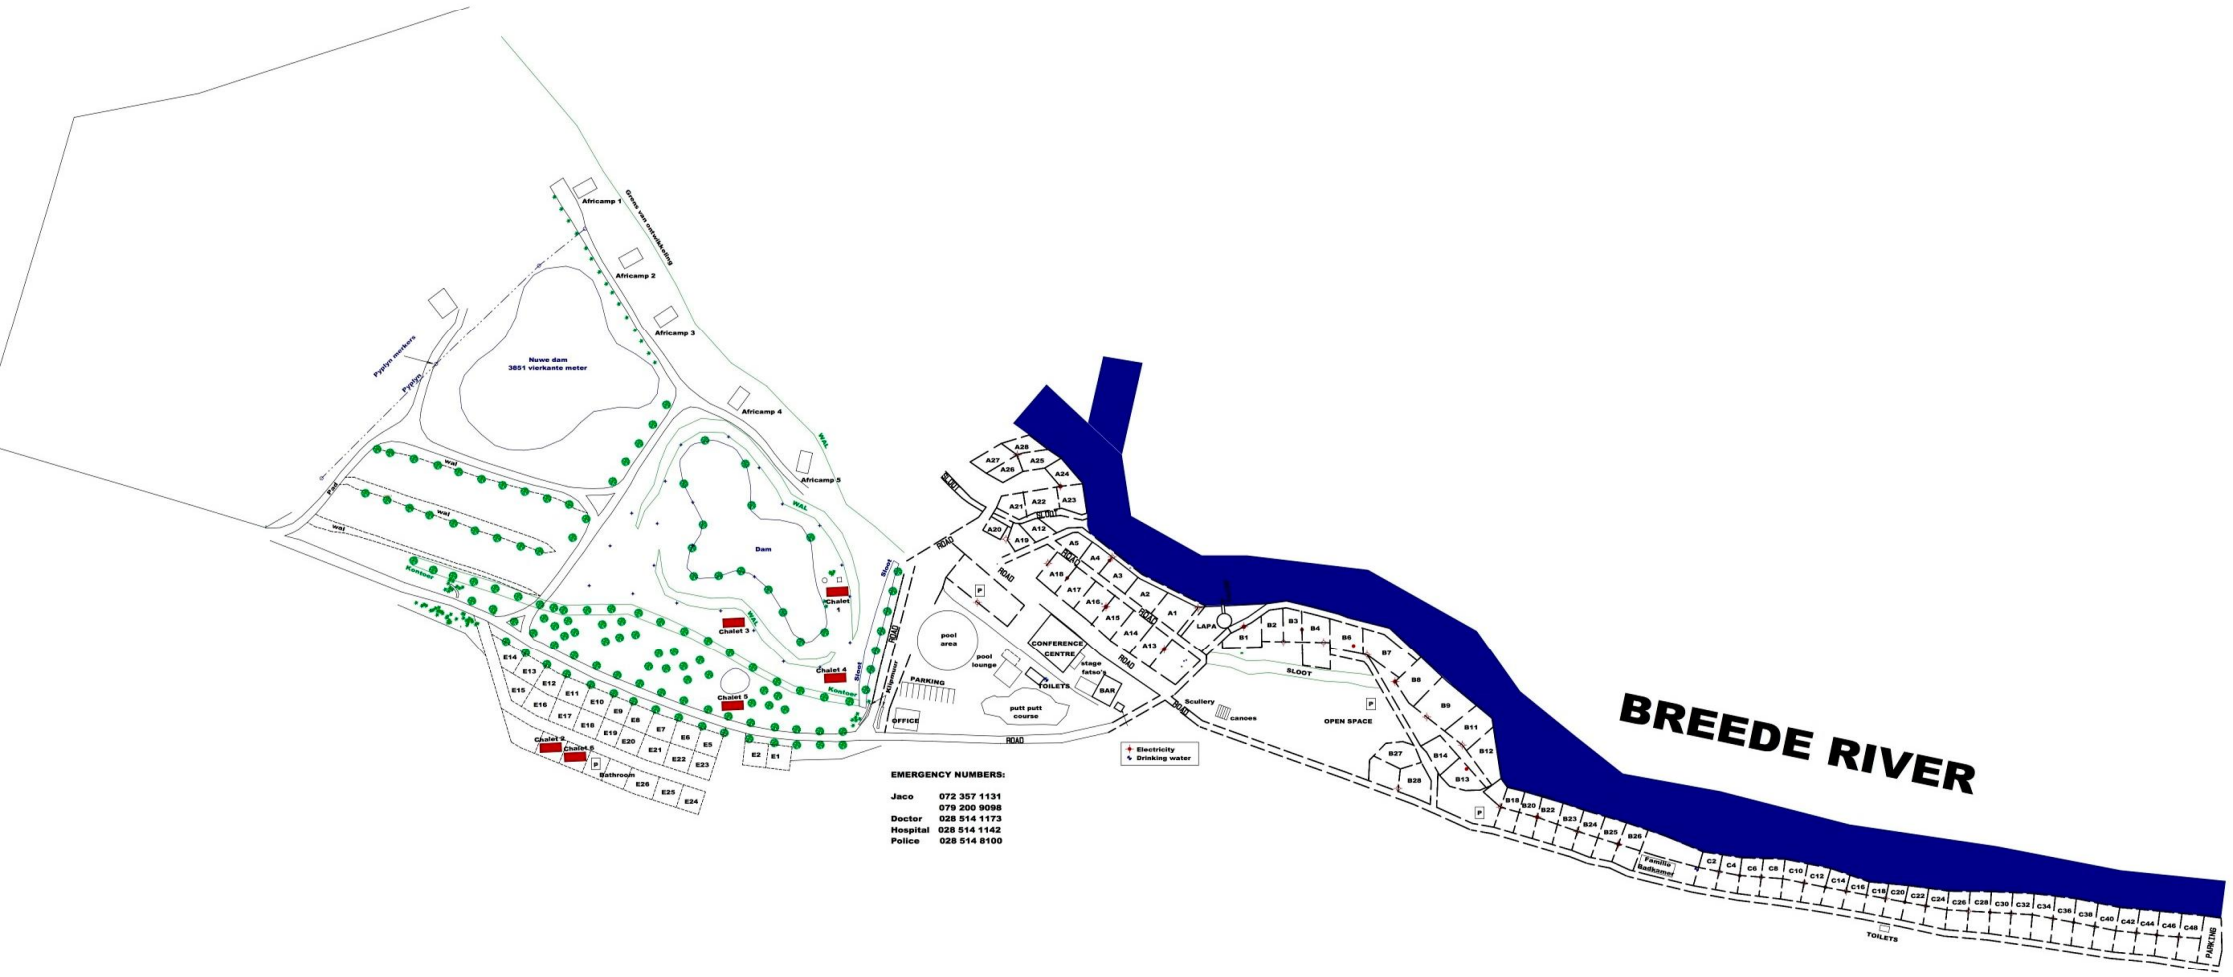 Africamp 1
Grens van ontwikkeling
Africamp 2
Africamp 3
Pyplyn merkers
Pyplyn
Nuwe dam
3851 vierkante meter
Africamp 4
WAL
Africamp 5
wal
Pad
wal
wal
WAL
Dam
Kontoer
Sloot
Chalet
1
WAL
Chalet 3
Chalet 4
Kontoer
Sloot
Chalet 5
ROAD
Klipmuur
E14
E13
E12
E11
E10
E9
E8
E7
E6
E5
E15
E16
E17
E18
E19
E20
E21
E22
E23
E2
E1
Chalet 2
Chalet 6
P
Bathroom
E26
E25
E24
A28
A27
A26
A25
A24
SLOOT
A23
A22
A21
SLOOT
A20
A19
A12
ROAD
A5
A4
ROAD
A3
A2
A1
ROAD
A18
A17
A16
A15
A14
A13
ROAD
P
pool
area
pool
lounge
CONFERENCE
CENTRE
stage
fatso's
TOILETS
BAR
putt putt
course
PARKING
OFFICE
ROAD
ROAD
ROAD
LAPA
B1
B2
B3
B4
B6
B7
B8
B9
B11
B12
B14
B13
SLOOT
Scullery
canoes
OPEN SPACE
P
B27
B28
P
B18
B20
B22
B23
B24
B25
B26
Familie
Badkamer
BREEDE RIVER
Electricity
Drinking water
EMERGENCY NUMBERS:
Jaco 072 357 1131
079 200 9098
Doctor 028 514 1173
Hospital 028 514 1142
Police 028 514 8100
C2
C4
C6
C8
C10
C12
C14
C16
C18
C20
C22
C24
C26
C28
C30
C32
C34
C36
C38
C40
C42
C44
C46
C48
TOILETS
PARKING